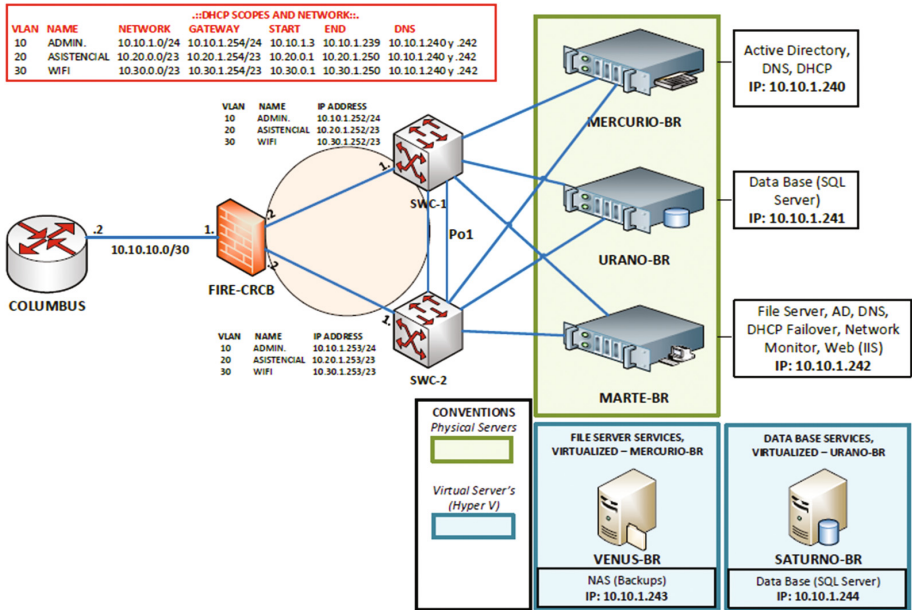 .::DHCP SCOPES AND NETWORK::.
VLAN NAME NETWORK GATEWAY START END DNS
10 ADMIN. 10.10.1.0/24 10.10.1.254/24 10.10.1.3 10.10.1.239 10.10.1.240 y .242
20 ASISTENCIAL 10.20.0.0/23 10.20.1.254/23 10.20.0.1 10.20.1.250 10.10.1.240 y .242
30 WIFI 10.30.0.0/23 10.30.1.254/23 10.30.0.1 10.30.1.250 10.10.1.240 y .242
VLAN NAME IP ADDRESS
10 ADMIN. 10.10.1.252/24
20 ASISTENCIAL 10.20.1.252/23
30 WIFI 10.30.1.252/23
1.
SWC-1
MERCURIO-BR
Active Directory,
DNS, DHCP
IP: 10.10.1.240
URANO-BR
Data Base (SQL
Server)
IP: 10.10.1.241
.2
10.10.10.0/30
1.
COLUMBUS
FIRE-CRCB
.2
.2
Po1
1.
SWC-2
VLAN NAME IP ADDRESS
10 ADMIN. 10.10.1.253/24
20 ASISTENCIAL 10.20.1.253/23
30 WIFI 10.30.1.253/23
MARTE-BR
File Server, AD, DNS,
DHCP Failover, Network
Monitor, Web (IIS)
IP: 10.10.1.242
CONVENTIONS
Physical Servers
Virtual Server's
(Hyper V)
FILE SERVER SERVICES,
VIRTUALIZED – MERCURIO-BR
VENUS-BR
NAS (Backups)
IP: 10.10.1.243
DATA BASE SERVICES,
VIRTUALIZED – URANO-BR
SATURNO-BR
Data Base (SQL Server)
IP: 10.10.1.244